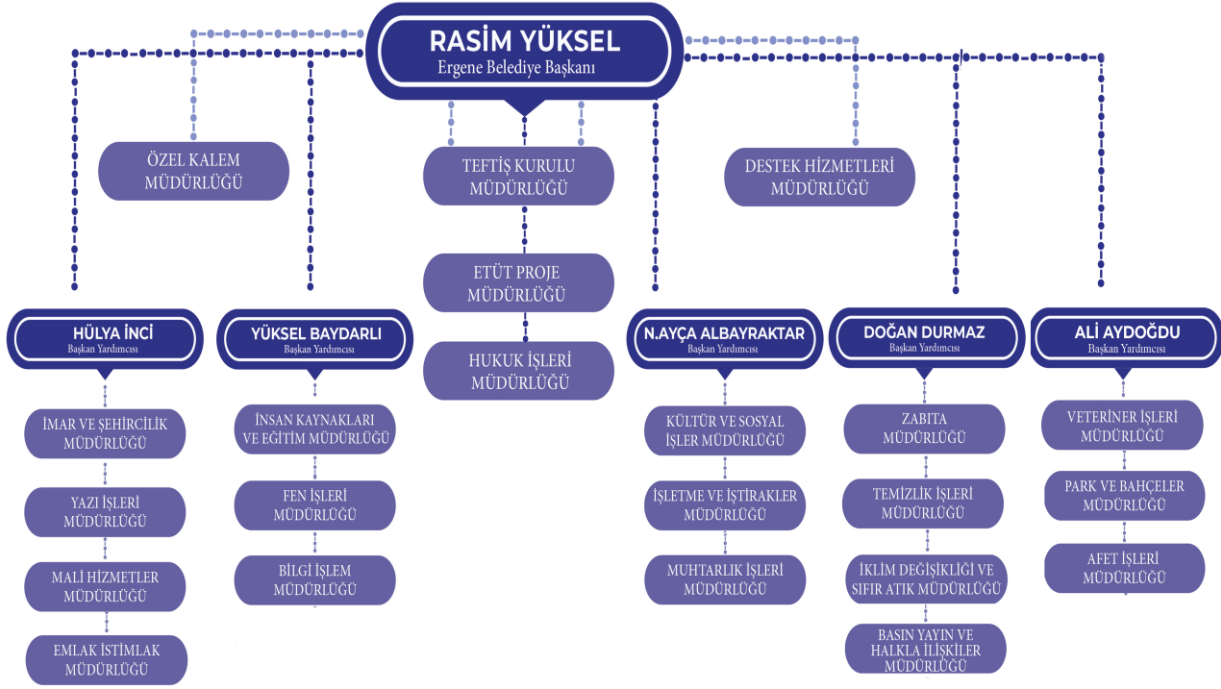 RASİM YÜKSEL
Ergene Belediye Başkanı
ÖZEL KALEM
MÜDÜRLÜĞÜ
TEFTİŞ KURULU
MÜDÜRLÜĞÜ
DESTEK HİZMETLERİ
MÜDÜRLÜĞÜ
ETÜT PROJE
MÜDÜRLÜĞÜ
HUKUK İŞLERİ
MÜDÜRLÜĞÜ
HÜLYA İNCİ
Başkan Yardımcısı
İMAR VE ŞEHİRCİLİK
MÜDÜRLÜĞÜ
YAZI İŞLERİ
MÜDÜRLÜĞÜ
MALİ HİZMETLER
MÜDÜRLÜĞÜ
EMLAK İSTİMLAK
MÜDÜRLÜĞÜ
YÜKSEL BAYDARLI
Başkan Yardımcısı
İNSAN KAYNAKLARI
VE EĞİTİM MÜDÜRLÜĞÜ
FEN İŞLERİ
MÜDÜRLÜĞÜ
BİLGİ İŞLEM
MÜDÜRLÜĞÜ
N.AYÇA ALBAYRAKTAR
Başkan Yardımcısı
KÜLTÜR VE SOSYAL
İŞLER MÜDÜRLÜĞÜ
İŞLETME VE İŞTİRAKLER
MÜDÜRLÜĞÜ
MUHTARLIK İŞLERİ
MÜDÜRLÜĞÜ
DOĞAN DURMAZ
Başkan Yardımcısı
ZABITA
MÜDÜRLÜĞÜ
TEMİZLİK İŞLERİ
MÜDÜRLÜĞÜ
İKLİM DEĞİŞİKLİĞİ VE
SIFIR ATIK MÜDÜRLÜĞÜ
BASIN YAYIN VE
HALKLA İLİŞKİLER
MÜDÜRLÜĞÜ
ALİ AYDOĞDU
Başkan Yardımcısı
VETERİNER İŞLERİ
MÜDÜRLÜĞÜ
PARK VE BAHÇELER
MÜDÜRLÜĞÜ
AFET İŞLERİ
MÜDÜRLÜĞÜ